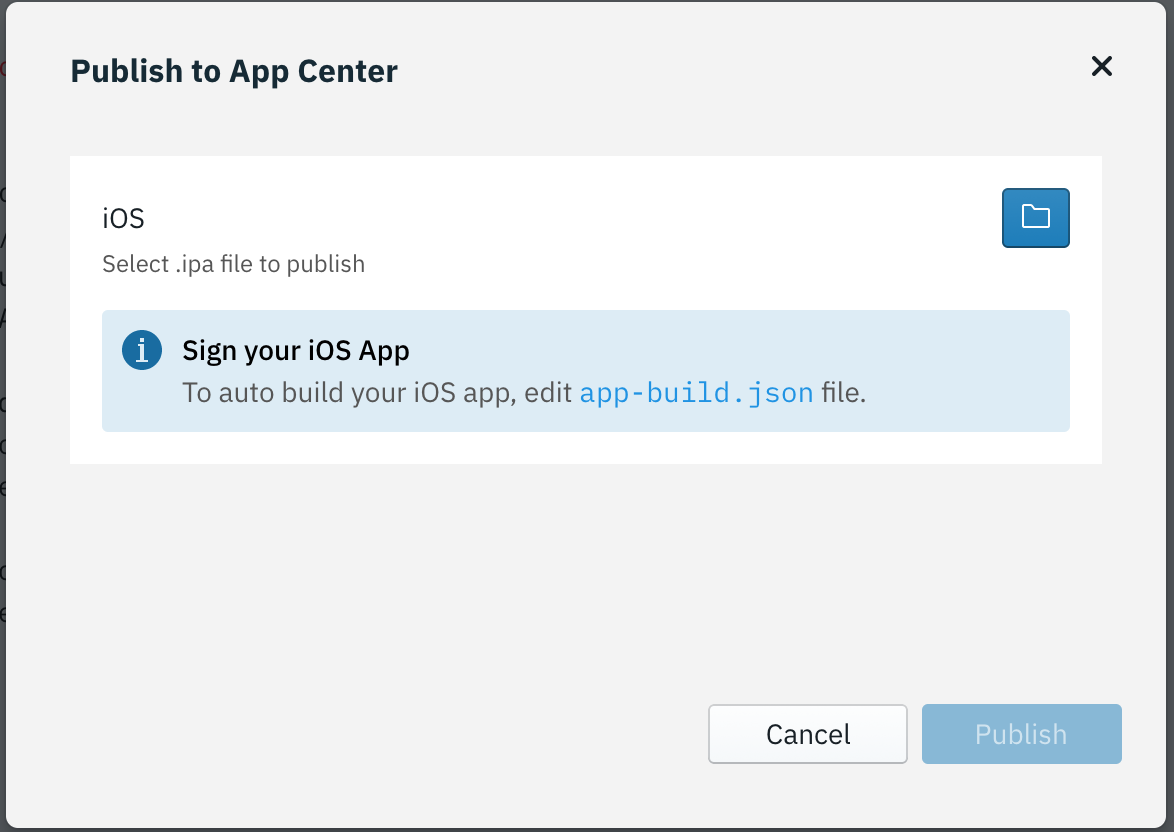 Publish to App Center
iOS
Select .ipa file to publish
Sign your iOS App
To auto build your iOS app, edit app-build.json file.
Cancel
Publish